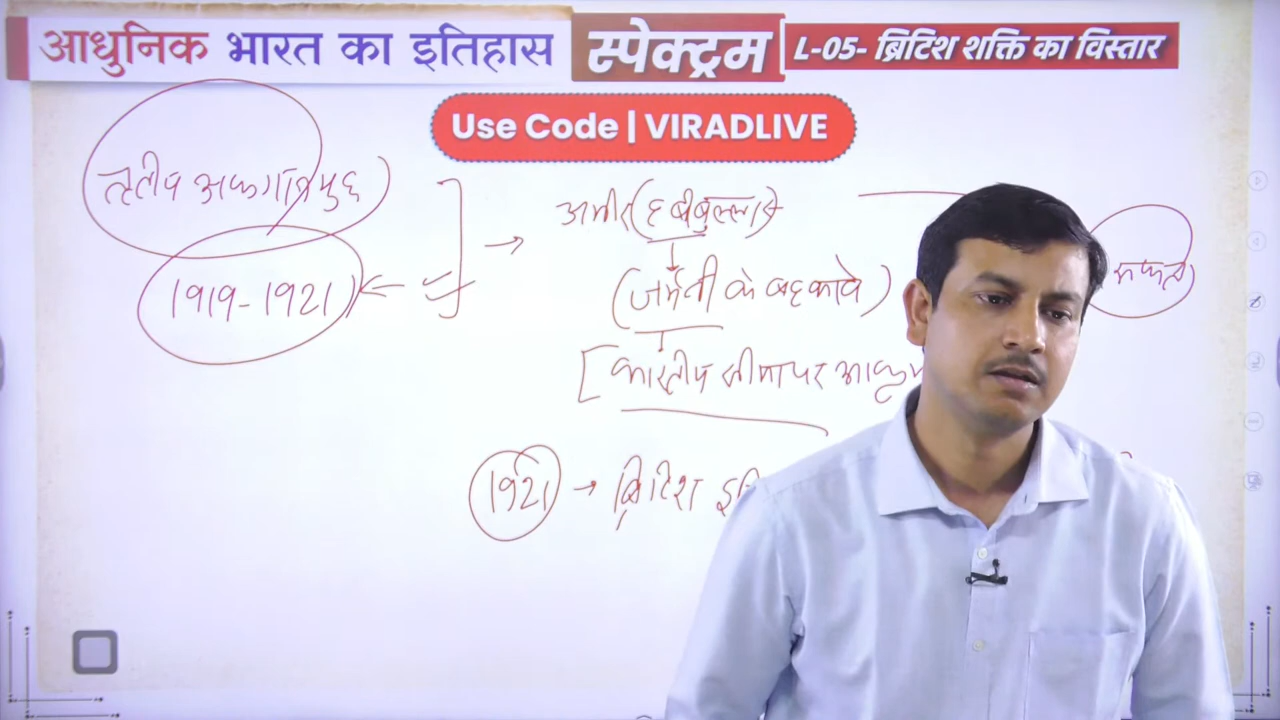 आधुनिक भारत का इतिहास स्पेक्ट्रम L-05- ब्रिटिश शक्ति का विस्तार
Use Code | VIRADLIVE
तृतीय अफगान युद्ध
1919-1921
अमीर (हबीबुल्लाह)
(जर्मनी के बहकावे)
[भारतीय सीमा पर
1921 → ब्रिटिश